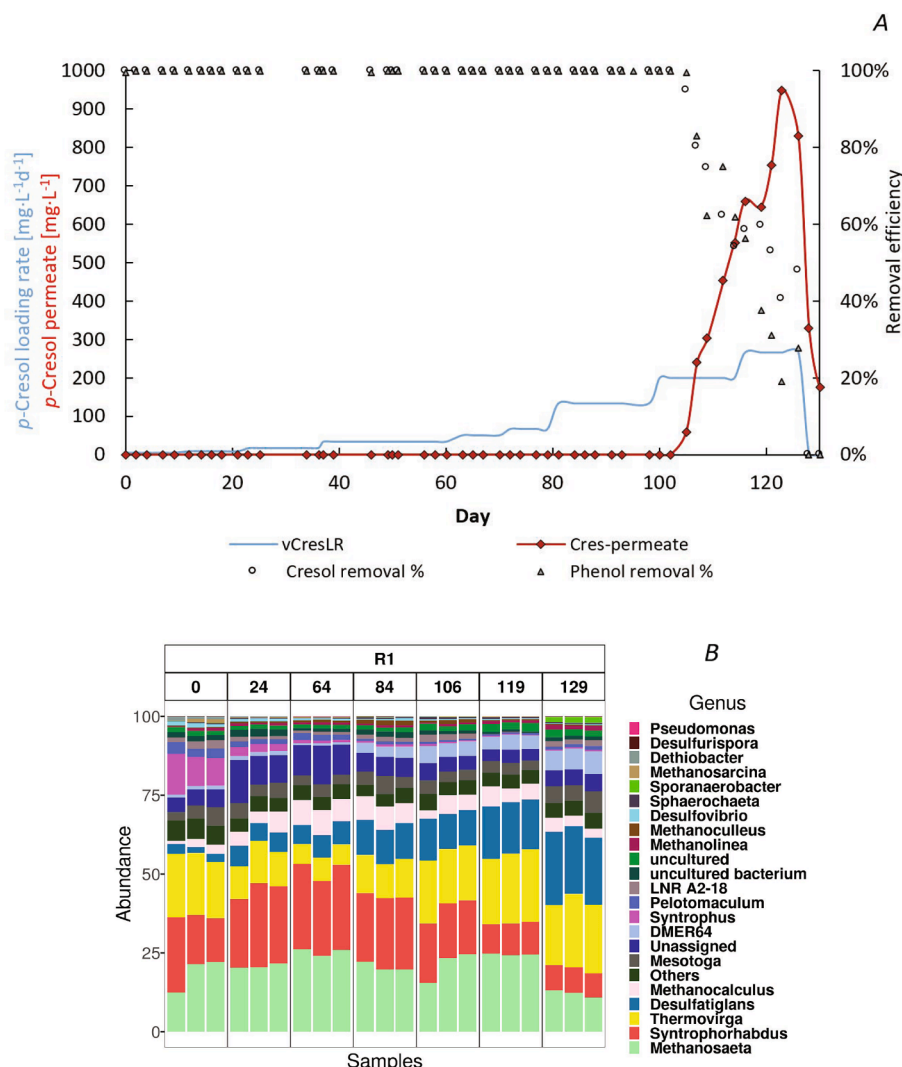 A
p-Cresol loading rate [mg·L-1d-1]
p-Cresol permeate [mg·L-1]
Removal efficiency
1000
900
800
700
600
500
400
300
200
100
0
100%
80%
60%
40%
20%
0%
0 20 40 60 80 100 120
Day
vCresLR Cres-permeate
Cresol removal % Phenol removal %
B
R1
0 24 64 84 106 119 129
Abundance
100
75
50
25
0
Samples
Genus
Pseudomonas
Desulfurispora
Dethiobacter
Methanosarcina
Sporanaerobacter
Sphaerochaeta
Desulfovibrio
Methanoculleus
Methanolinea
uncultured
uncultured bacterium
LNR A2-18
Pelotomaculum
Syntrophus
DMER64
Unassigned
Mesotoga
Others
Methanocalculus
Desulfatiglans
Thermovirga
Syntrophorhabdus
Methanosaeta